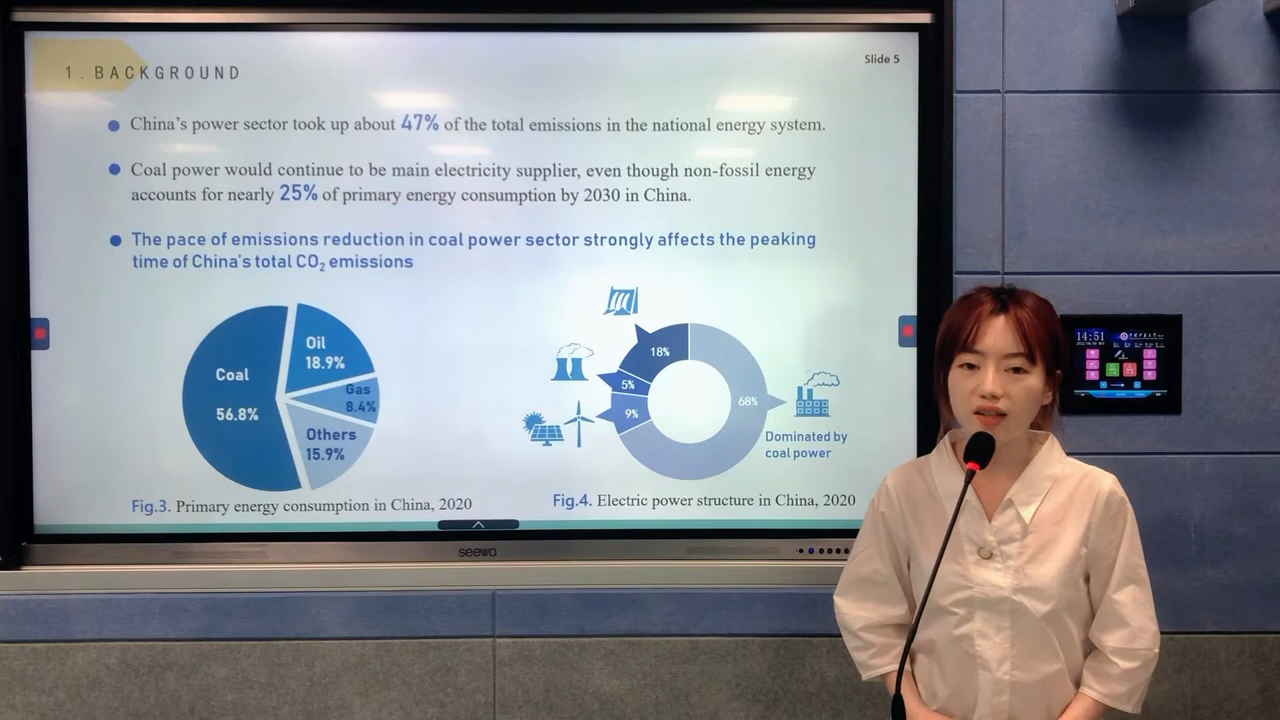 Slide 5
1. BACKGROUND
China's power sector took up about 47% of the total emissions in the national energy system.
Coal power would continue to be main electricity supplier, even though non-fossil energy
accounts for nearly 25% of primary energy consumption by 2030 in China.
The pace of emissions reduction in coal power sector strongly affects the peaking
time of China's total CO₂ emissions
Coal
56.8%
Oil
18.9%
Gas
8.4%
Others
15.9%
18%
5%
9%
68%
Dominated by
coal power
Fig.3. Primary energy consumption in China, 2020
Fig.4. Electric power structure in China, 2020
seewo
14:51